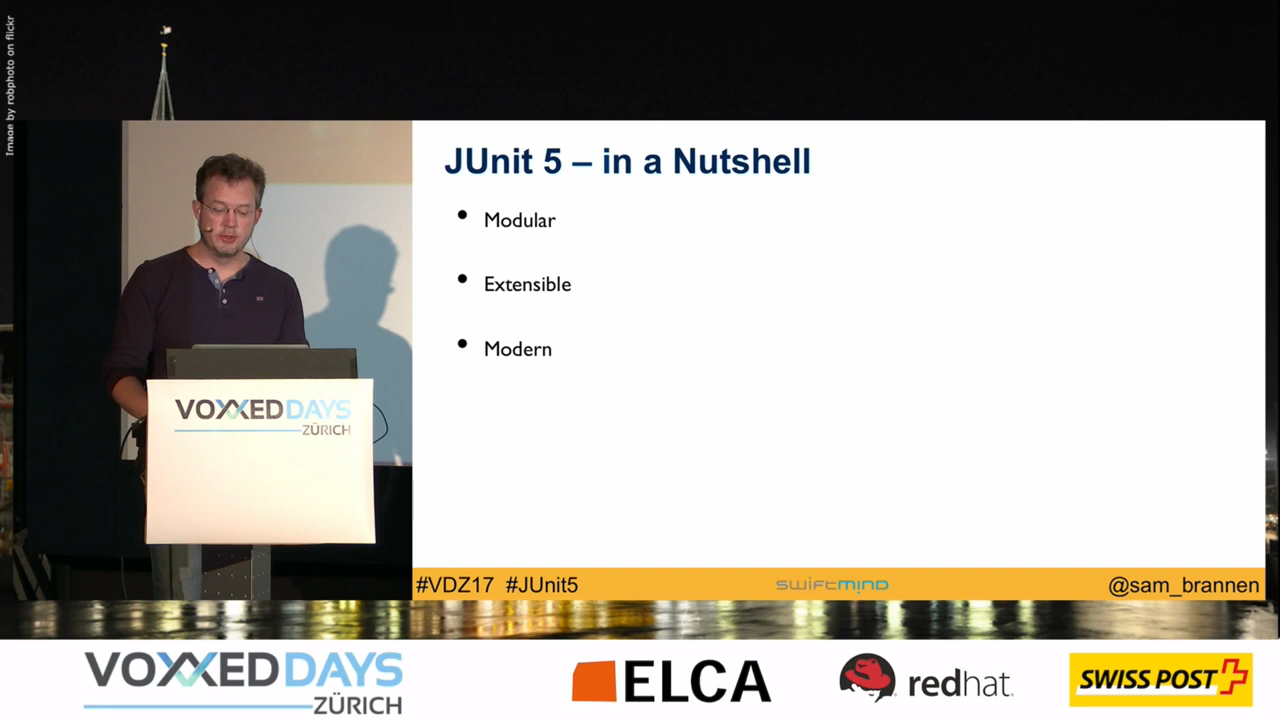 Image by robphoto on flickr
JUnit 5 – in a Nutshell
• Modular
• Extensible
• Modern
VOXXED DAYS
ZÜRICH
#VDZ17 #JUnit5
swiftmind
@sam_brannen
VOXXED DAYS
ZÜRICH
ELCA
redhat.
SWISS POST